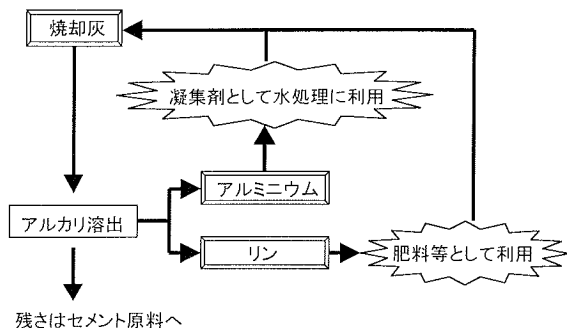 焼却灰
凝集剤として水処理に利用
アルミニウム
アルカリ溶出
リン
肥料等として利用
残さはセメント原料へ